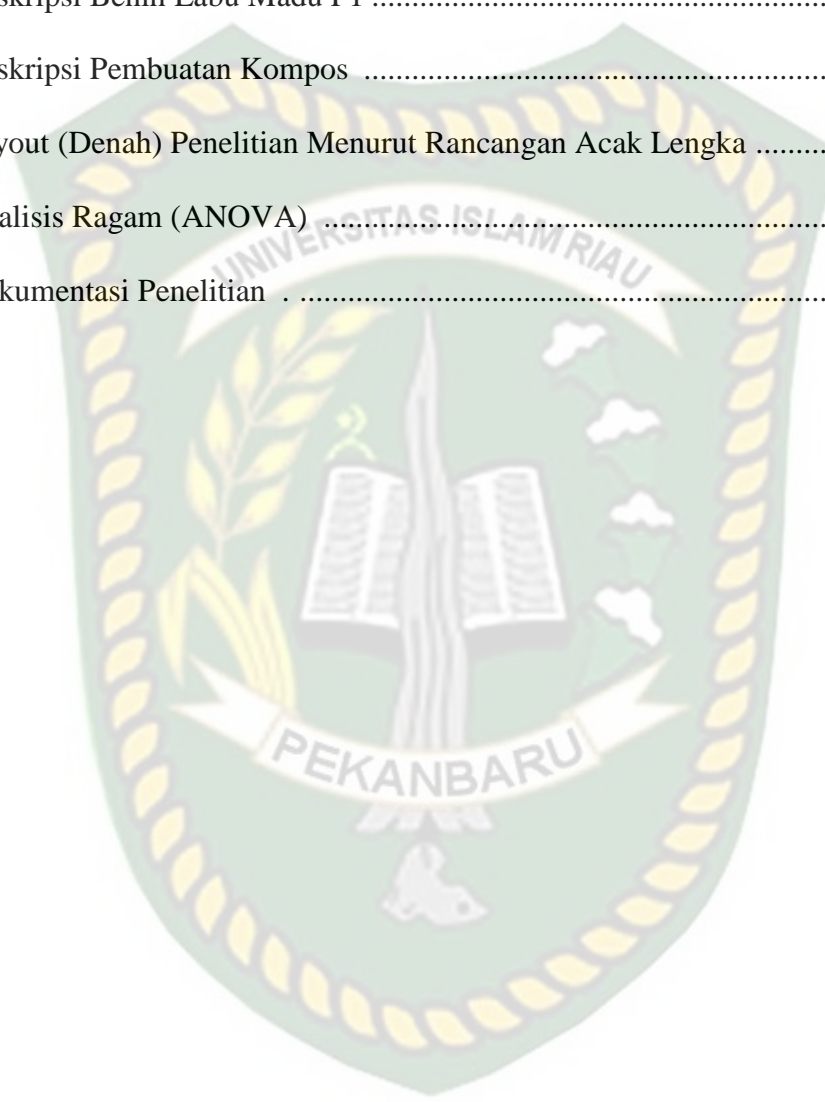 skripsi Benih Labu Madu F1 ....................................................
skripsi Pembuatan Kompos ....................................................
yout (Denah) Penelitian Menurut Rancangan Acak Lengka .........
alisis Ragam (ANOVA) .........................................................
kumentasi Penelitian . .........................................................
UNIVERSITAS ISLAM RIAU
PEKANBARU